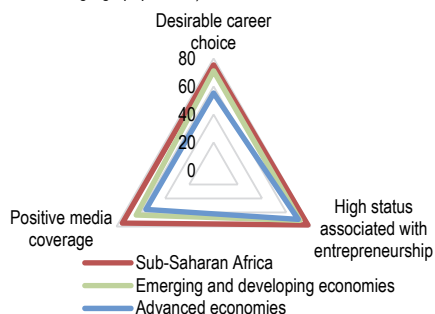 Desirable career
choice
80
60
40
20
0
Positive media
coverage
High status
associated with
entrepreneurship
Sub-Saharan Africa
Emerging and developing economies
Advanced economies